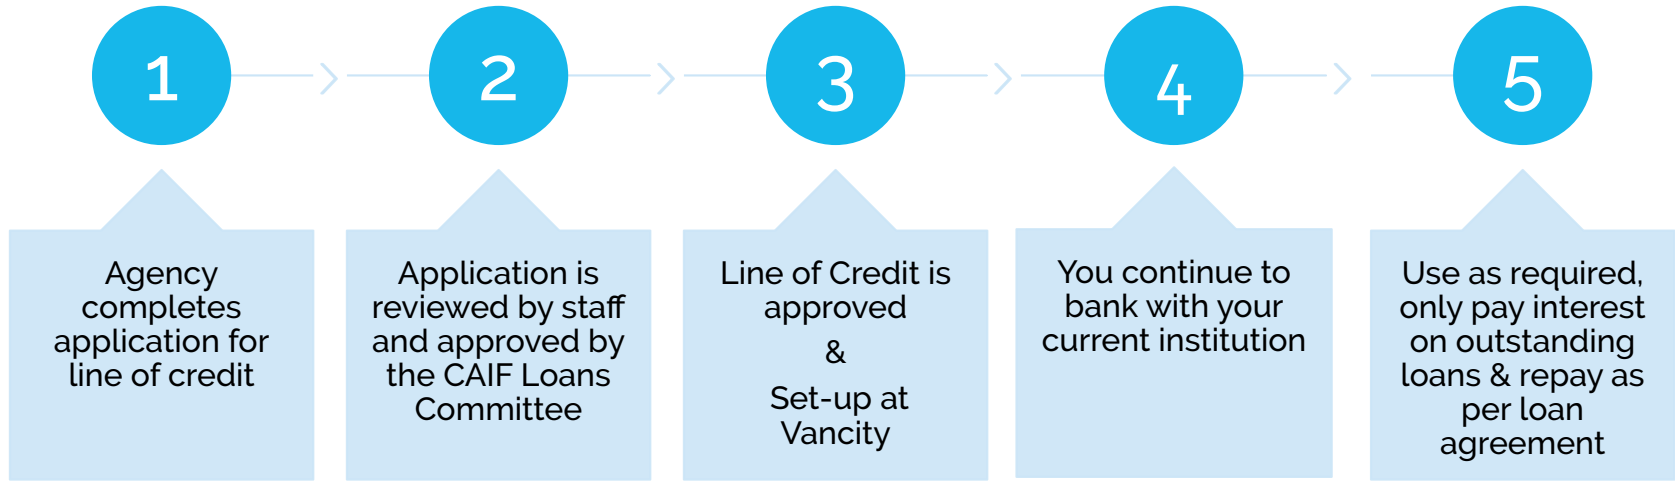 1
2
3
4
5
Agency
completes
application for
line of credit
Application is
reviewed by staff
and approved by
the CAIF Loans
Committee
Line of Credit is
approved
&
Set-up at
Vancity
You continue to
bank with your
current institution
Use as required,
only pay interest
on outstanding
loans & repay as
per loan
agreement